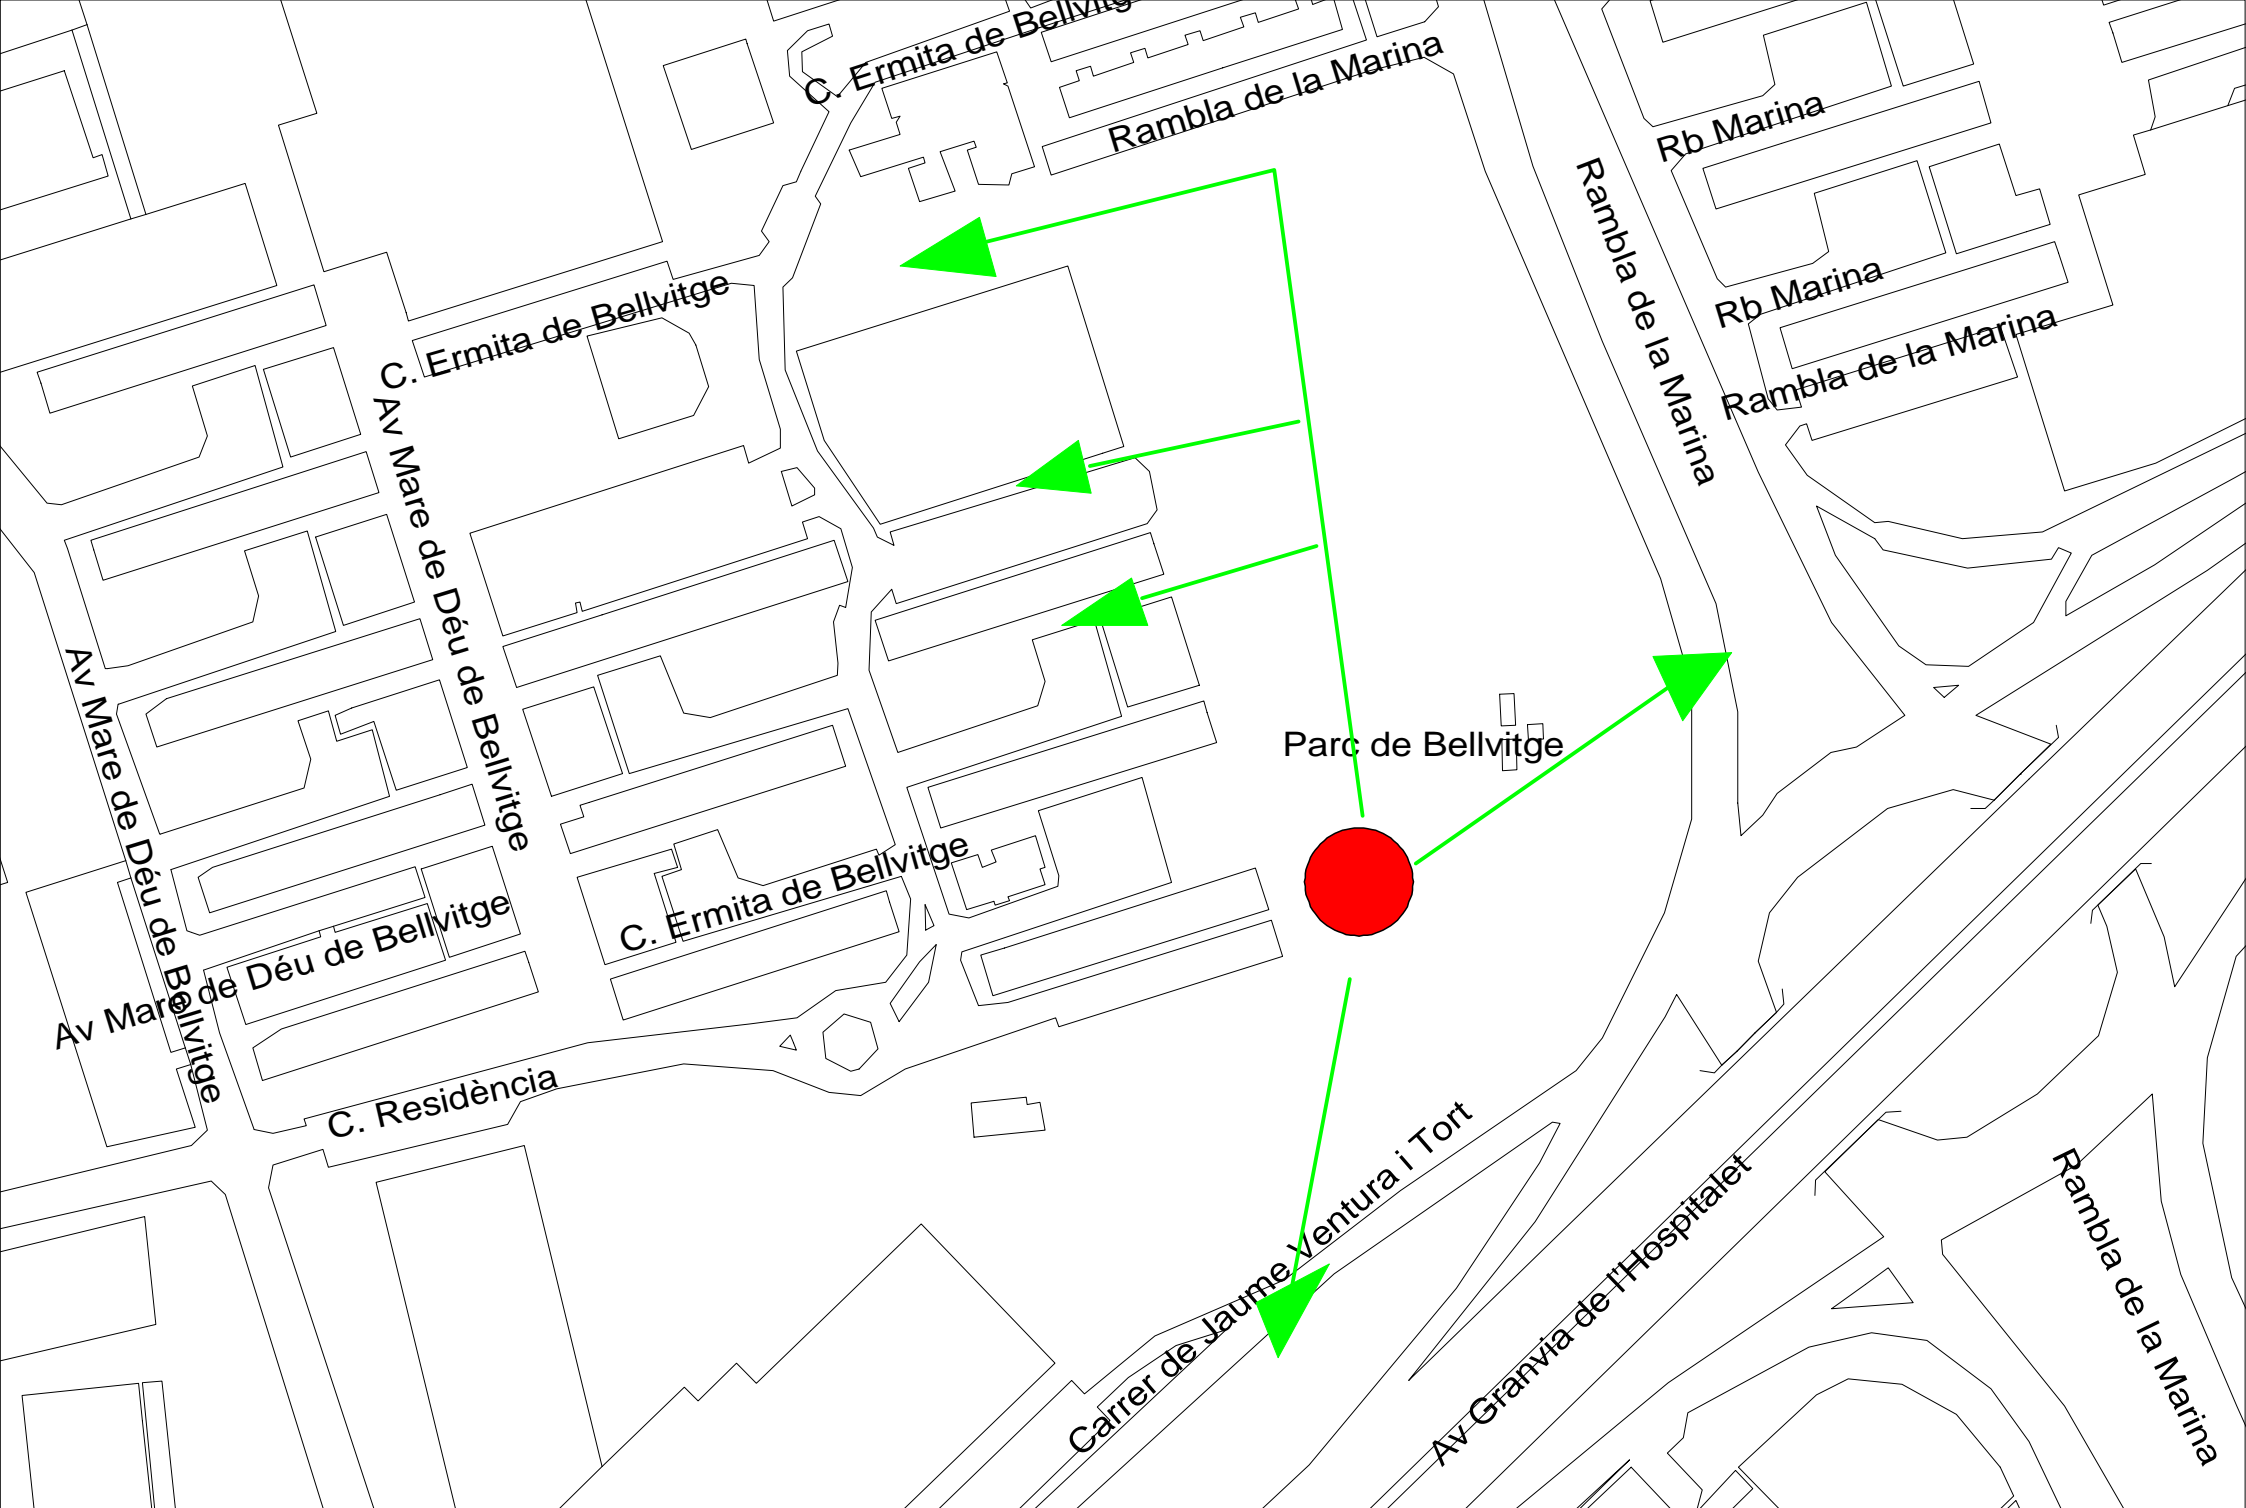 C. Ermita de Bellvitg
Rambla de la Marina
Rb Marina
Rambla de la Marina
Rb Marina
C. Ermita de Bellvitge
Rambla de la Marina
Av Mare de Déu de Bellvitge
Av Mare de Déu de Bellvitge
Parc de Bellvitge
C. Ermita de Bellvitge
Av Mare de Déu de Bellvitge
C. Residència
Carrer de Jaume Ventura i Tort
Av Granvia de l'Hospitalet
Rambla de la Marina